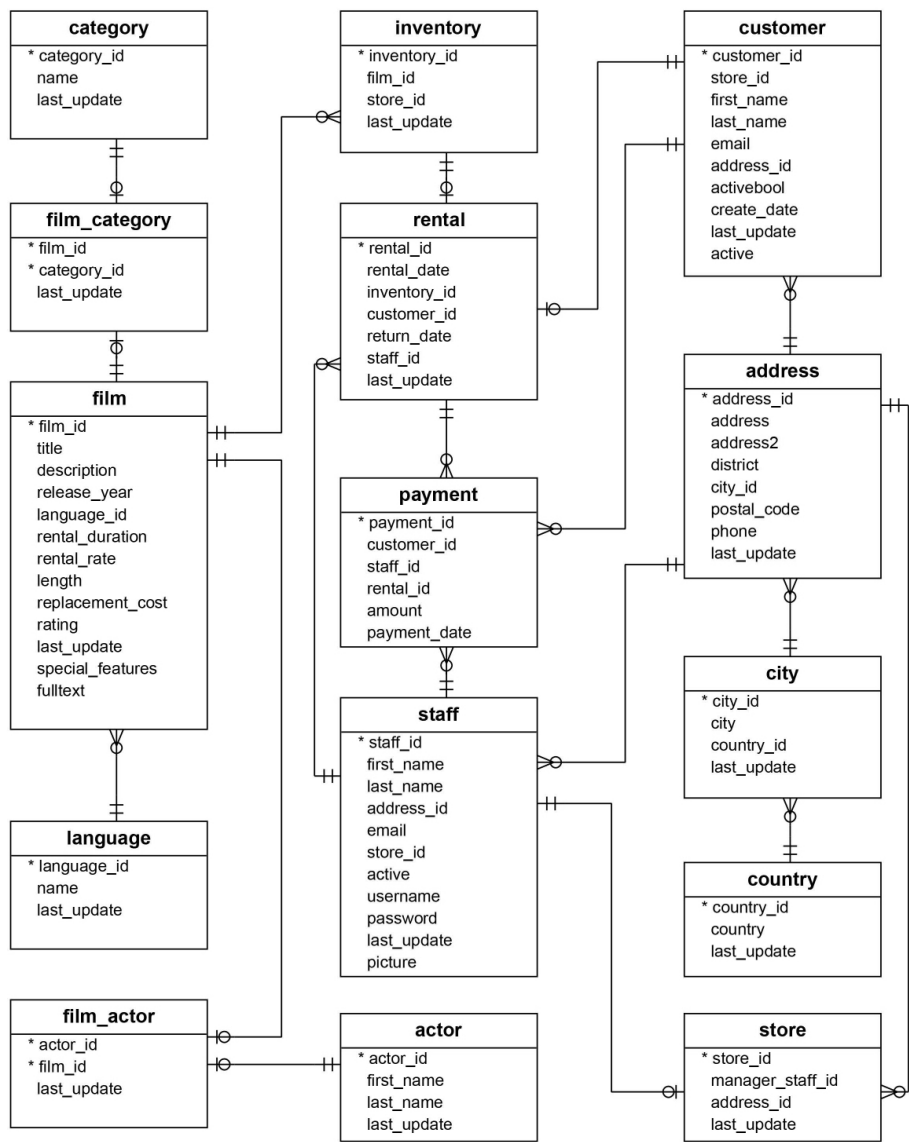 category
* category_id
name
last_update
film_category
* film_id
* category_id
last_update
film
* film_id
title
description
release_year
language_id
rental_duration
rental_rate
length
replacement_cost
rating
last_update
special_features
fulltext
language
* language_id
name
last_update
film_actor
* actor_id
* film_id
last_update
inventory
* inventory_id
film_id
store_id
last_update
rental
* rental_id
rental_date
inventory_id
customer_id
return_date
staff_id
last_update
payment
* payment_id
customer_id
staff_id
rental_id
amount
payment_date
staff
* staff_id
first_name
last_name
address_id
email
store_id
active
username
password
last_update
picture
actor
* actor_id
first_name
last_name
last_update
customer
* customer_id
store_id
first_name
last_name
email
address_id
activebool
create_date
last_update
active
address
* address_id
address
address2
district
city_id
postal_code
phone
last_update
city
* city_id
city
country_id
last_update
country
* country_id
country
last_update
store
* store_id
manager_staff_id
address_id
last_update